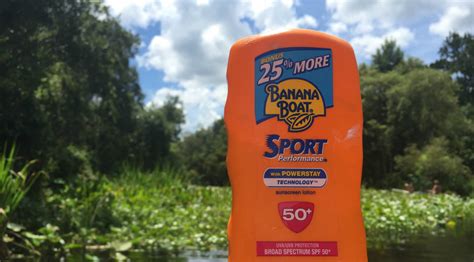 BONUS
25% MORE
BANANA
BOAT
SPORT
Performance
with POWERSTAY
TECHNOLOGY™
sunscreen lotion
50+
UVA/UVB PROTECTION
BROAD SPECTRUM SPF 50+